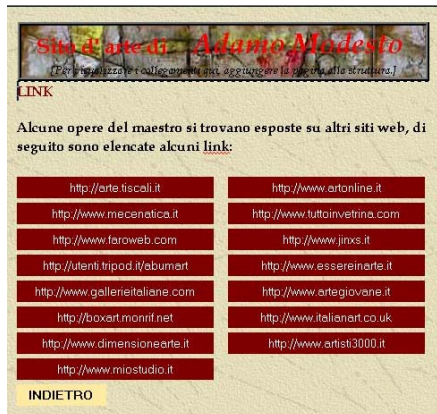 Sito d'arte di Adamo Modesto
[Per visualizzare i collegamenti qui, aggiungere la pagina alla struttura.]
LINK
Alcune opere del maestro si trovano esposte su altri siti web, di
seguito sono elencate alcuni link:
http://arte.tiscali.it http://www.artonline.it
http://www.mecenatica.it http://www.tuttoinvetrina.com
http://www.faroweb.com http://www.jinxs.it
http://utenti.tripod.it/abumart http://www.essereinarte.it
http://www.gallerieitaliane.com http://www.artegiovane.it
http://boxart.monrif.net http://www.italianart.co.uk
http://www.dimensionearte.it http://www.artisti3000.it
http://www.miostudio.it
INDIETRO